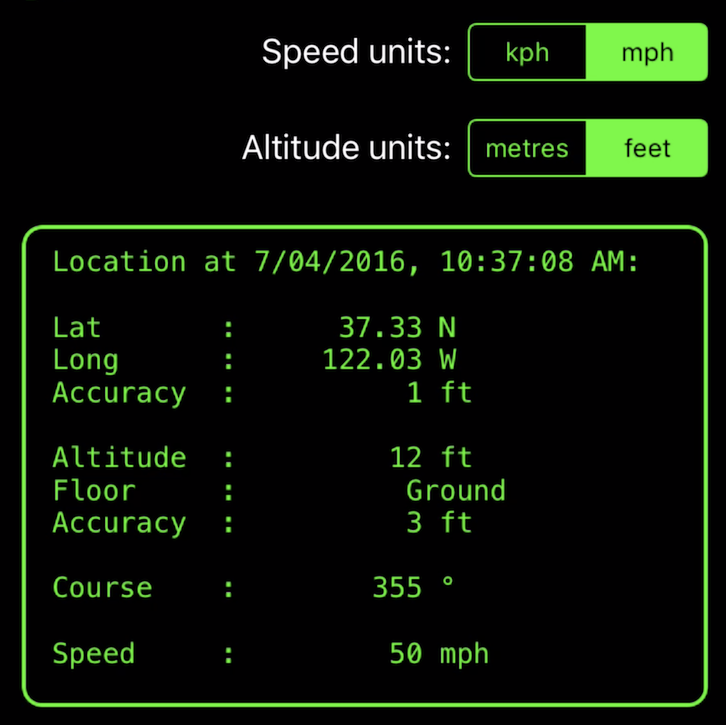 Speed units: kph mph
Altitude units: metres feet
Location at 7/04/2016, 10:37:08 AM:
Lat : 37.33 N
Long : 122.03 W
Accuracy : 1 ft
Altitude : 12 ft
Floor : Ground
Accuracy : 3 ft
Course : 355 °
Speed : 50 mph